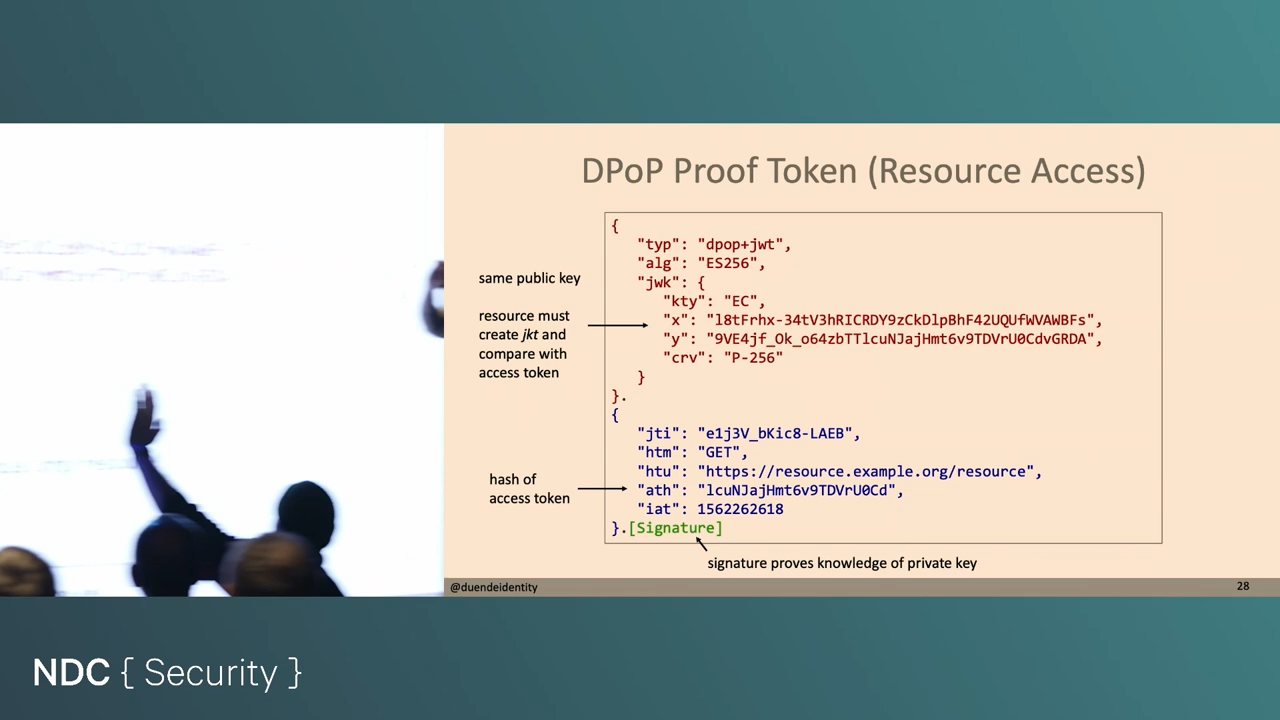 DPoP Proof Token (Resource Access)
same public key
resource must
create jkt and
compare with
access token
{
"typ": "dpop+jwt",
"alg": "ES256",
"jwk": {
"kty": "EC",
"x": "l8tFrhx-34tV3hRICRDY9zCkDlpBhF42UQUfWVAWBFs",
"y": "9VE4jf_Ok_o64zbTTlcuNJajHmt6v9TDVrU0CdvGRDA",
"crv": "P-256"
}
}.
{
"jti": "e1j3V_bKic8-LAEB",
"htm": "GET",
"htu": "https://resource.example.org/resource",
"ath": "lcuNJajHmt6v9TDVrU0Cd",
"iat": 1562262618
}.[Signature]
hash of
access token
signature proves knowledge of private key
@duendeidentity
28
NDC { Security }